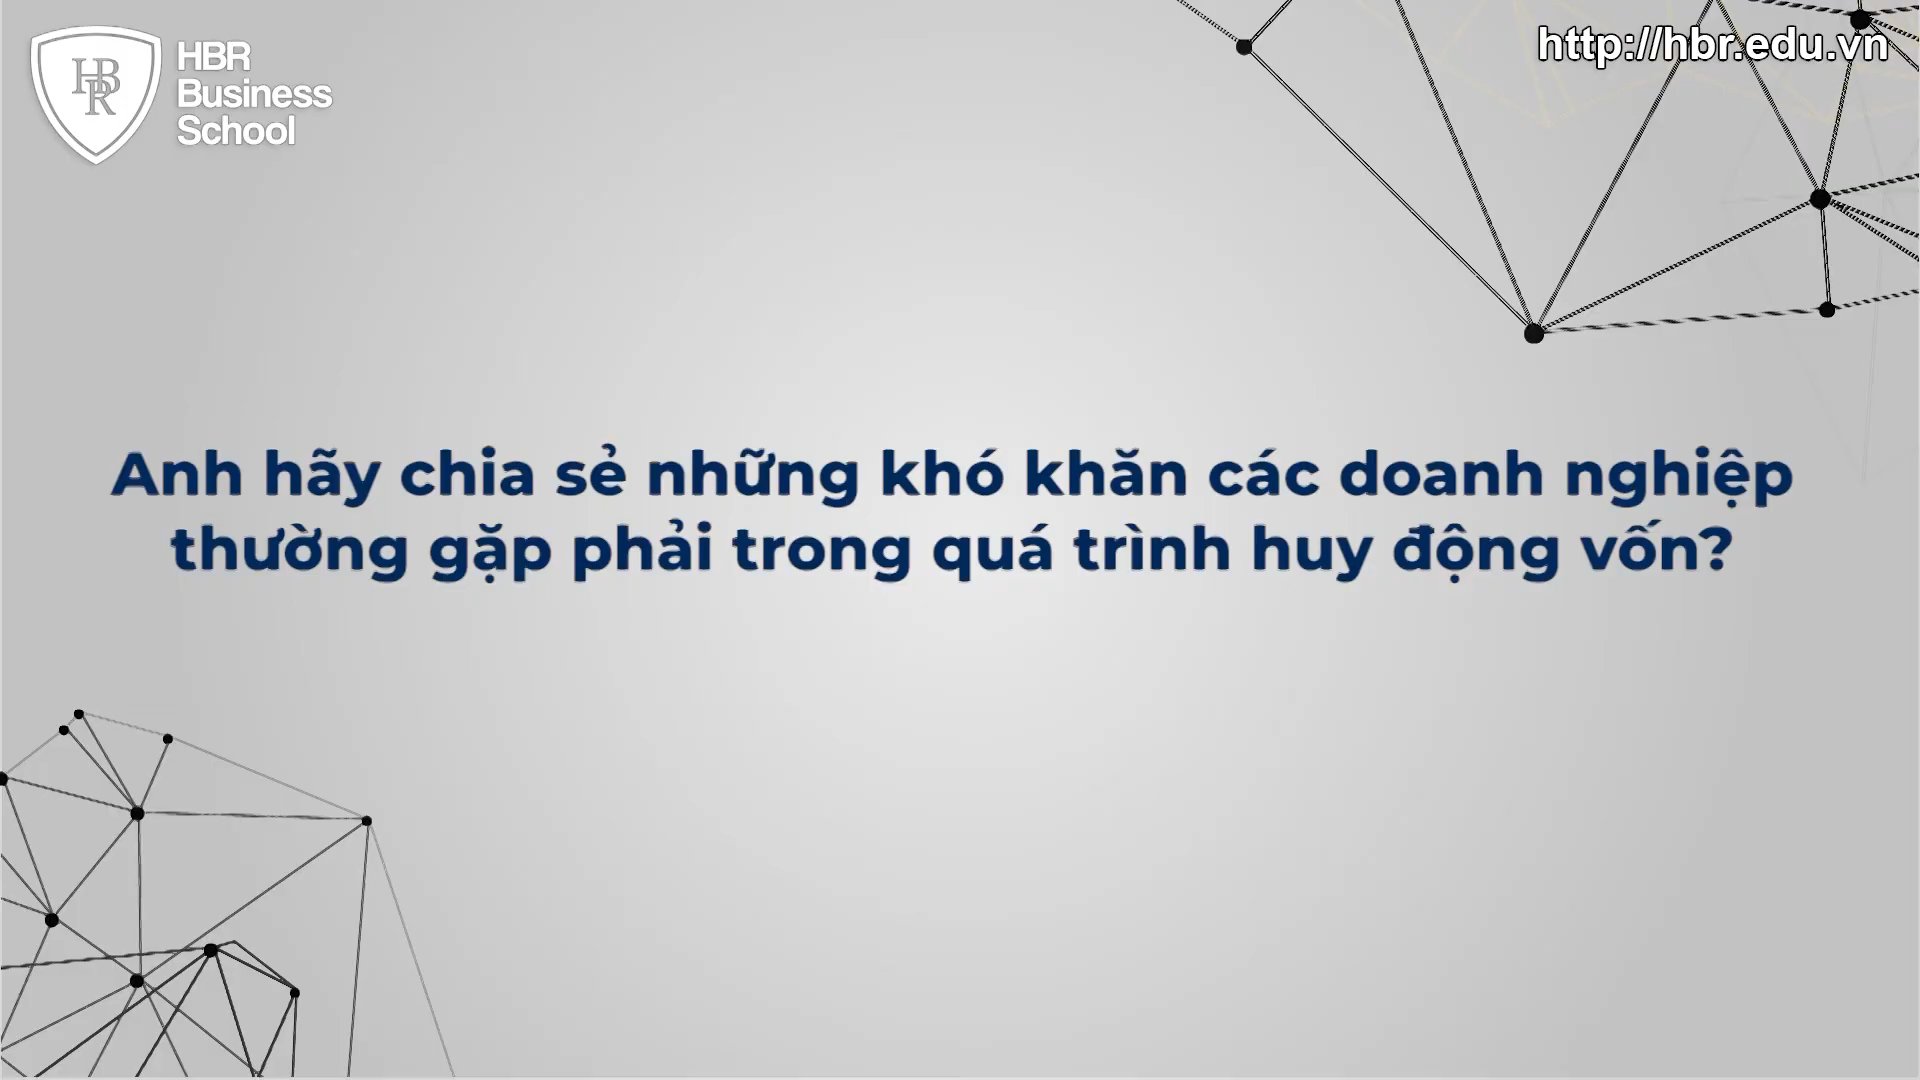 HBR
Business
School
HBR
http://hbr.edu.vn
Anh hãy chia sẻ những khó khăn các doanh nghiệp
thường gặp phải trong quá trình huy động vốn?